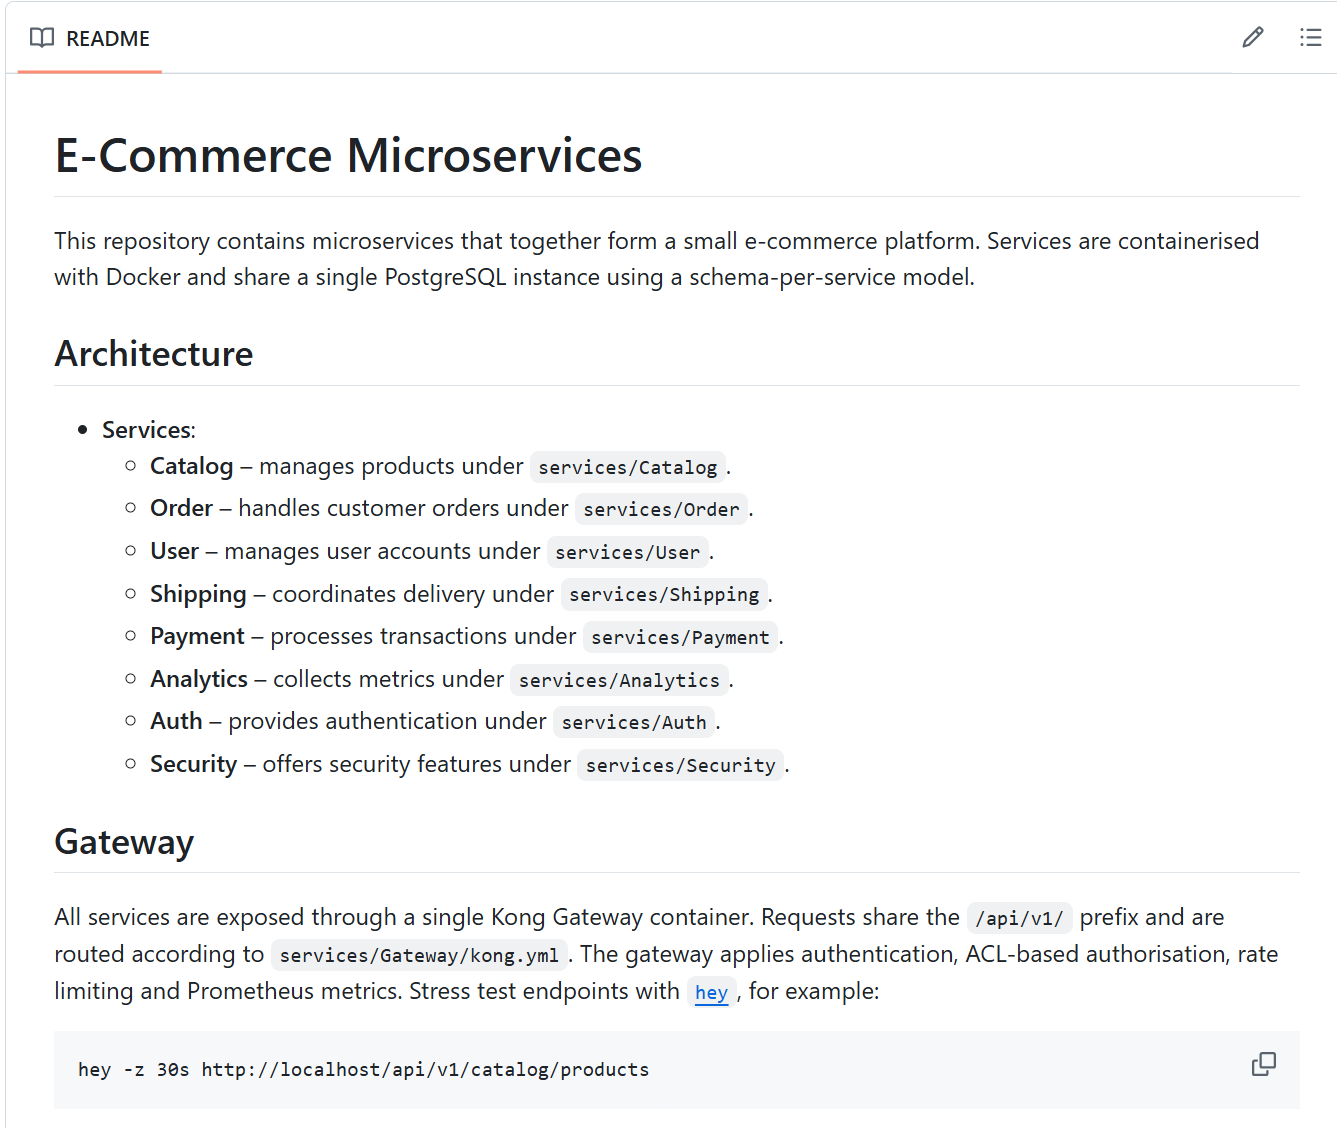 README
E-Commerce Microservices
This repository contains microservices that together form a small e-commerce platform. Services are containerised
with Docker and share a single PostgreSQL instance using a schema-per-service model.
Architecture
Services:
Catalog – manages products under services/Catalog.
Order – handles customer orders under services/Order.
User – manages user accounts under services/User.
Shipping – coordinates delivery under services/Shipping.
Payment – processes transactions under services/Payment.
Analytics – collects metrics under services/Analytics.
Auth – provides authentication under services/Auth.
Security – offers security features under services/Security.
Gateway
All services are exposed through a single Kong Gateway container. Requests share the /api/v1/ prefix and are
routed according to services/Gateway/kong.yml. The gateway applies authentication, ACL-based authorisation, rate
limiting and Prometheus metrics. Stress test endpoints with hey, for example:
hey -z 30s http://localhost/api/v1/catalog/products